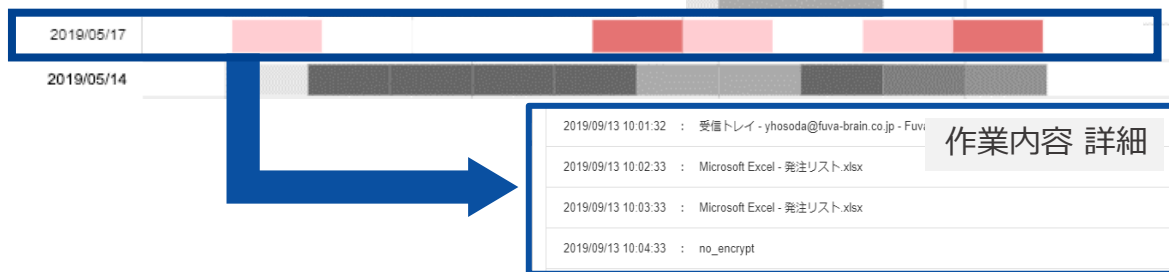 2019/05/17
2019/05/14
作業内容 詳細
2019/09/13 10:01:32 : 受信トレイ - yhosoda@fuva-brain.co.jp - Fuva
2019/09/13 10:02:33 : Microsoft Excel - 発注リスト.xlsx
2019/09/13 10:03:33 : Microsoft Excel - 発注リスト.xlsx
2019/09/13 10:04:33 : no_encrypt